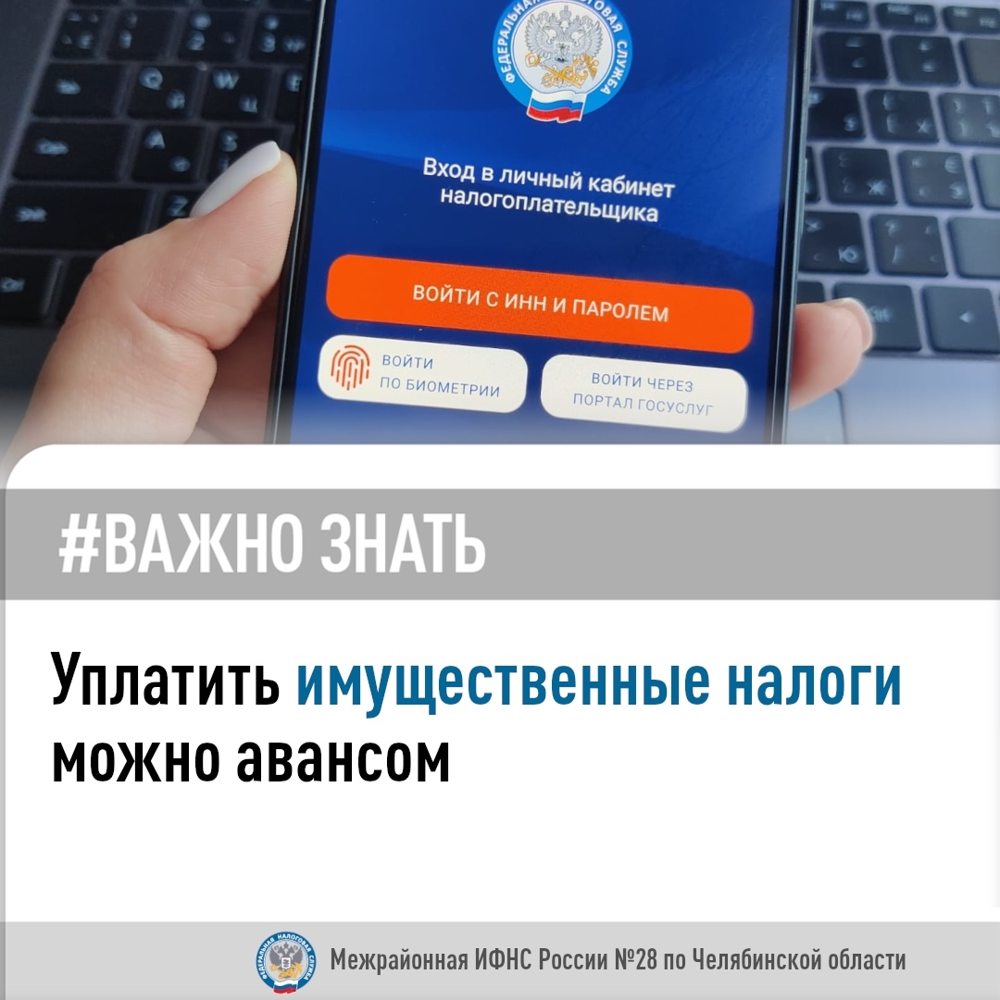 ФЕДЕРАЛЬНАЯ НАЛОГОВАЯ СЛУЖБА
Вход в личный кабинет
налогоплательщика
ВОЙТИ С ИНН И ПАРОЛЕМ
ВОЙТИ
ПО БИОМЕТРИИ
ВОЙТИ ЧЕРЕЗ
ПОРТАЛ ГОСУСЛУГ
#ВАЖНО ЗНАТЬ
Уплатить имущественные налоги
можно авансом
ФЕДЕРАЛЬНАЯ НАЛОГОВАЯ СЛУЖБА
Межрайонная ИФНС России №28 по Челябинской области